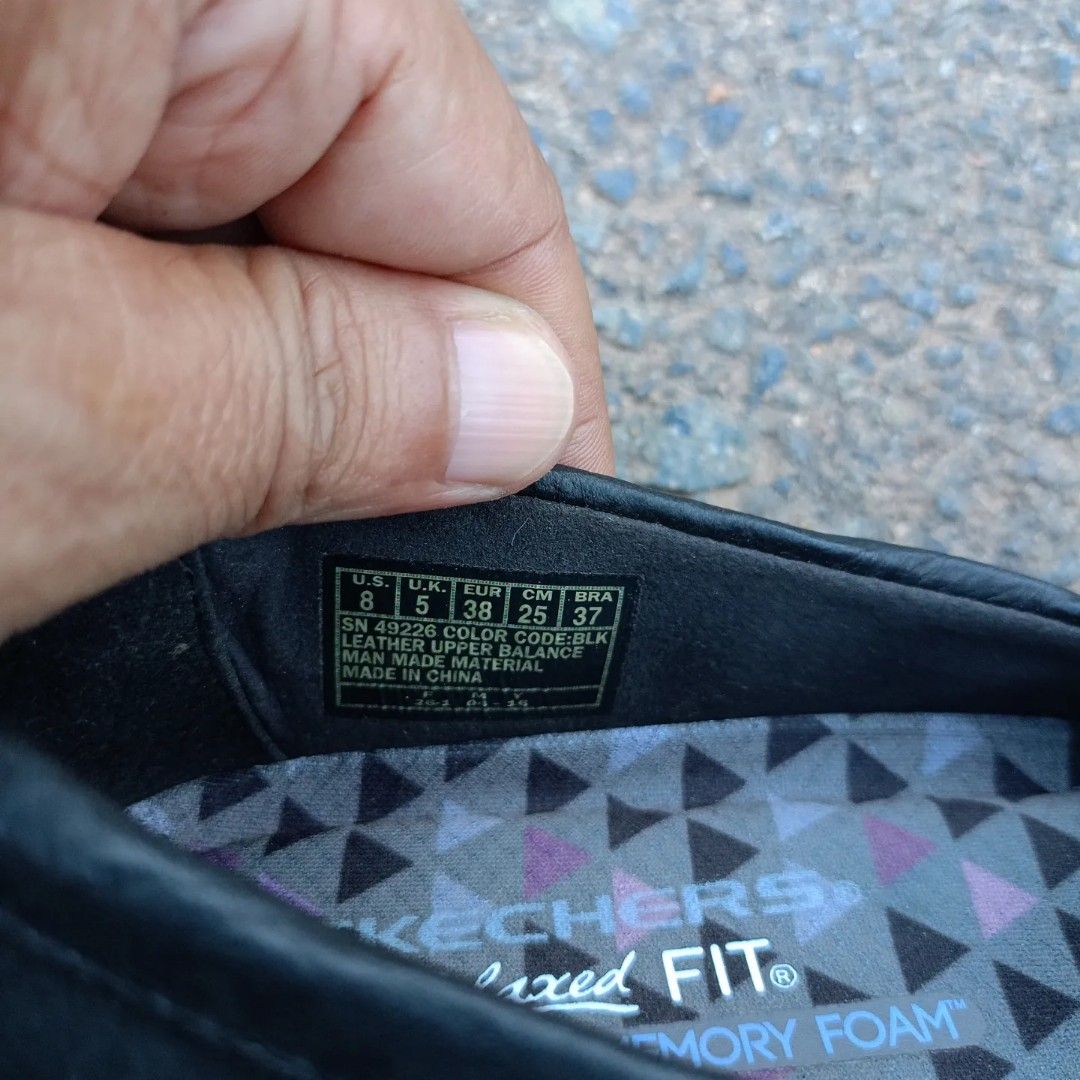 U.S. U.K. EUR CM BRA
8 5 38 25 37
SN 49226 COLOR CODE:BLK
LEATHER UPPER BALANCE
MAN MADE MATERIAL
MADE IN CHINA
F M Y
SKECHERS®
FIT®
MEMORY FOAM™